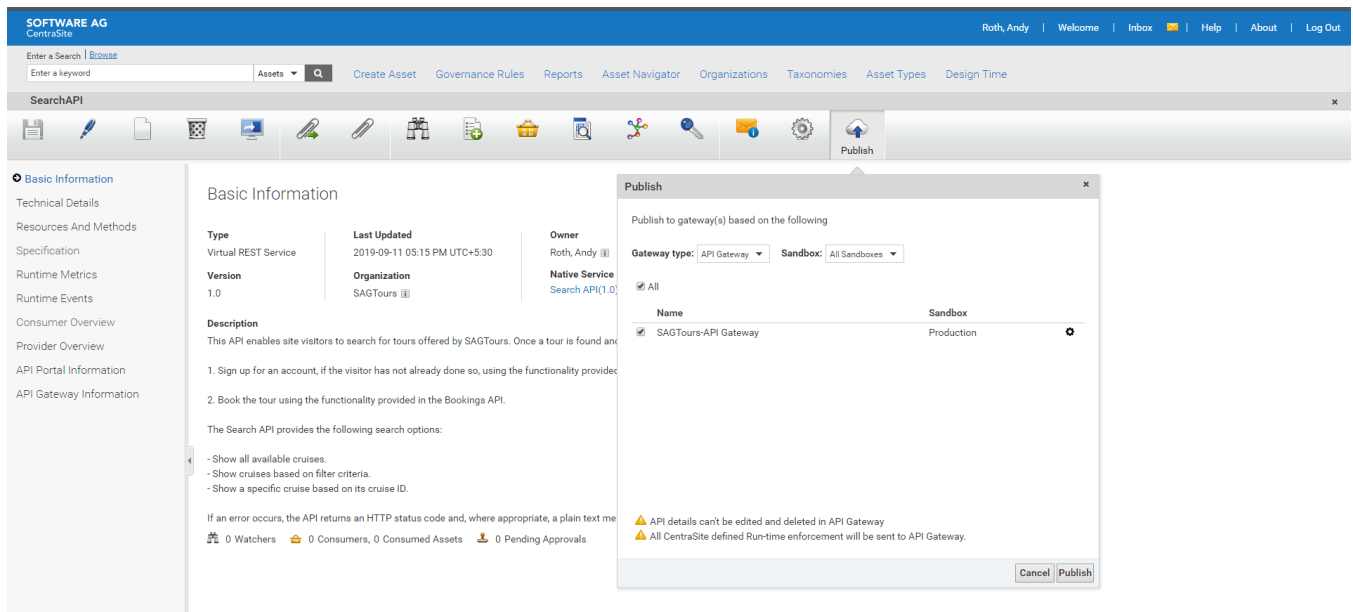 SOFTWARE AG
CentraSite
Roth, Andy | Welcome | Inbox | Help | About | Log Out
Enter a Search | Browse
Enter a keyword
Assets
Create Asset Governance Rules Reports Asset Navigator Organizations Taxonomies Asset Types Design Time
SearchAPI
Publish
Basic Information
Technical Details
Resources And Methods
Specification
Runtime Metrics
Runtime Events
Consumer Overview
Provider Overview
API Portal Information
API Gateway Information
Basic Information
Type Last Updated Owner
Virtual REST Service 2019-09-11 05:15 PM UTC+5:30 Roth, Andy
Version Organization Native Service
1.0 SAGTours Search API(1.0)
Description
This API enables site visitors to search for tours offered by SAGTours. Once a tour is found and
1. Sign up for an account, if the visitor has not already done so, using the functionality provided
2. Book the tour using the functionality provided in the Bookings API.
The Search API provides the following search options:
- Show all available cruises.
- Show cruises based on filter criteria.
- Show a specific cruise based on its cruise ID.
If an error occurs, the API returns an HTTP status code and, where appropriate, a plain text me
0 Watchers 0 Consumers, 0 Consumed Assets 0 Pending Approvals
Publish
Publish to gateway(s) based on the following
Gateway type: API Gateway Sandbox: All Sandboxes
All
Name Sandbox
SAGTours-API Gateway Production
API details can't be edited and deleted in API Gateway
All CentraSite defined Run-time enforcement will be sent to API Gateway.
Cancel Publish